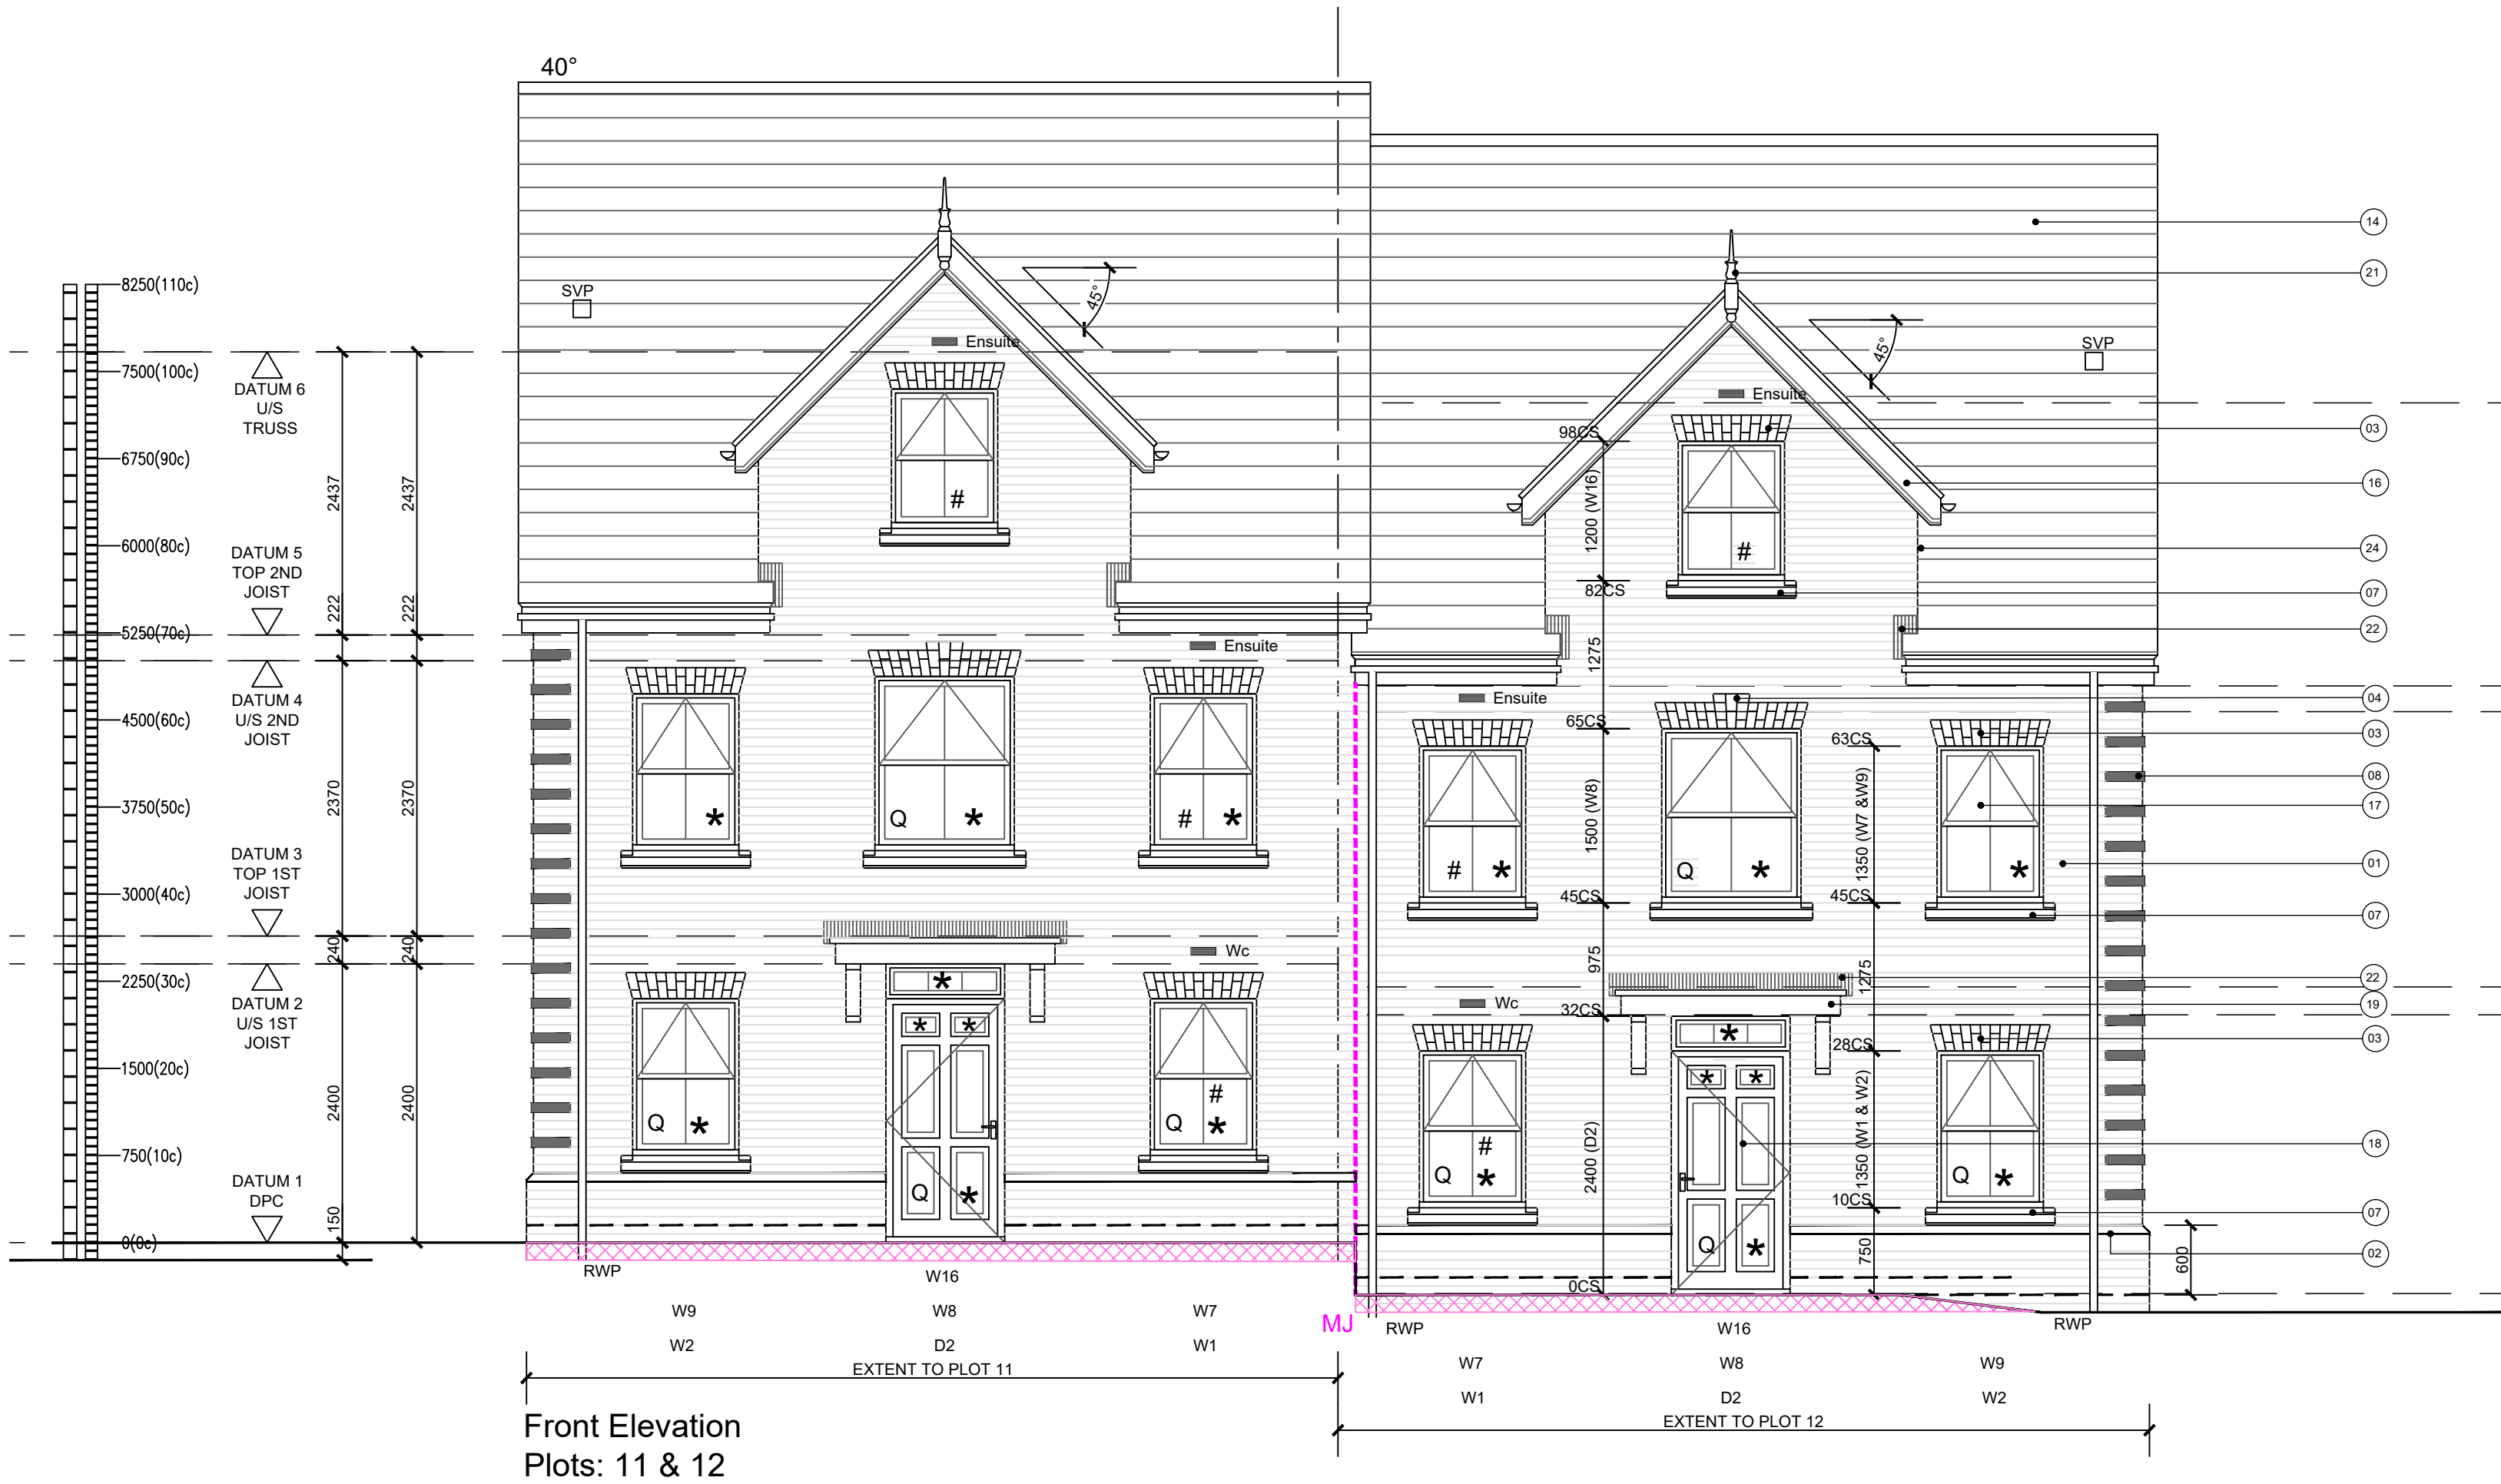 40°
14
21
8250(110c)
SVP
45°
Ensuite
SVP
45°
7500(100c)
DATUM 6
U/S
TRUSS
Ensuite
03
98CS
6750(90c)
16
2437
2437
#
1200 (W16)
6000(80c)
DATUM 5
TOP 2ND
JOIST
#
24
82CS
07
222
222
5250(70c)
22
Ensuite
1275
DATUM 4
U/S 2ND
JOIST
Ensuite
04
4500(60c)
65CS
63CS
03
08
3750(50c)
17
2370
2370
*
Q *
# *
1500 (W8)
1350 (W7 &W9)
DATUM 3
TOP 1ST
JOIST
# *
Q *
*
01
3000(40c)
45CS
45CS
07
240
240
Wc
975
1275
22
2250(30c)
*
DATUM 2
U/S 1ST
JOIST
Wc
19
32CS
* *
*
03
28CS
1500(20c)
* *
2400
2400
Q *
#
Q *
2400 (D2)
1350 (W1 & W2)
18
750(10c)
#
Q *
Q *
DATUM 1
DPC
Q *
10CS
07
150
0(0c)
Q *
750
600
02
RWP
W16
0CS
W9
W8
W7
MJ
RWP
W16
RWP
W2
D2
W1
W7
W8
W9
EXTENT TO PLOT 11
W1
D2
W2
EXTENT TO PLOT 12
Front Elevation
Plots: 11 & 12